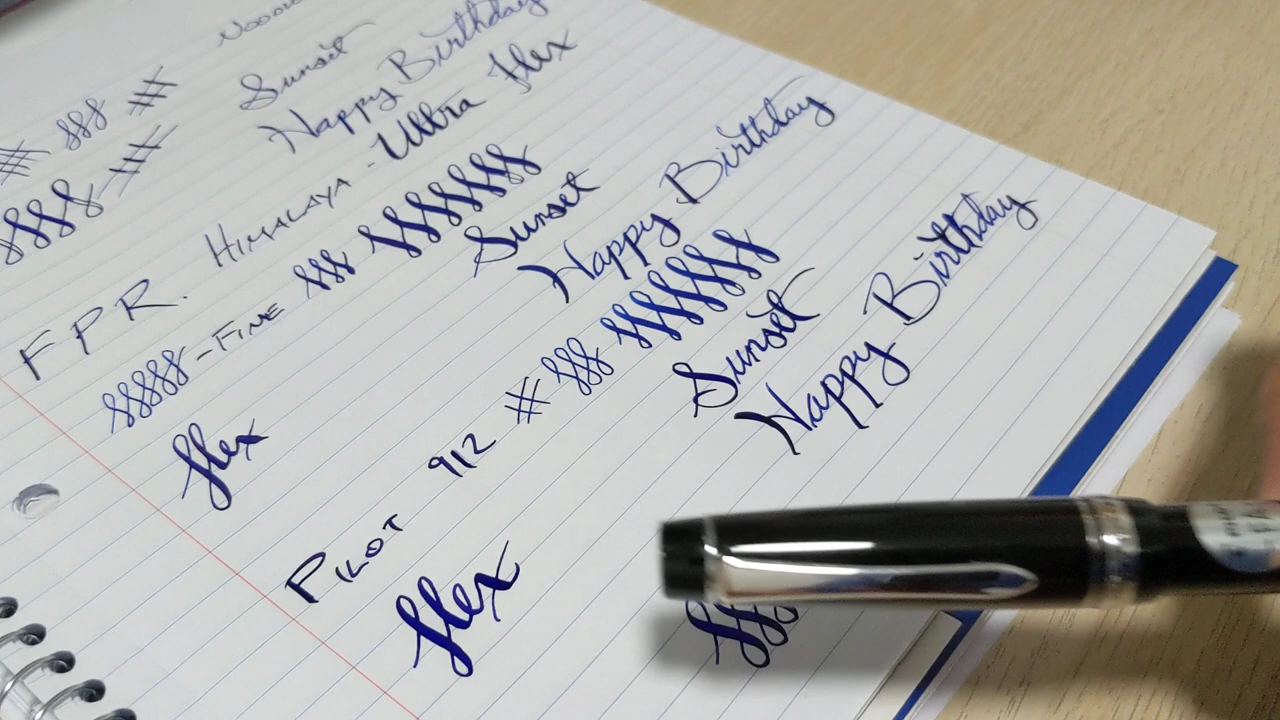 Sunset
Happy Birthday
FPR. HIMALAYA - Ultra flex
- FINE Sunset Happy Birthday
flex
PILOT 912 # Sunset Happy Birthday
flex